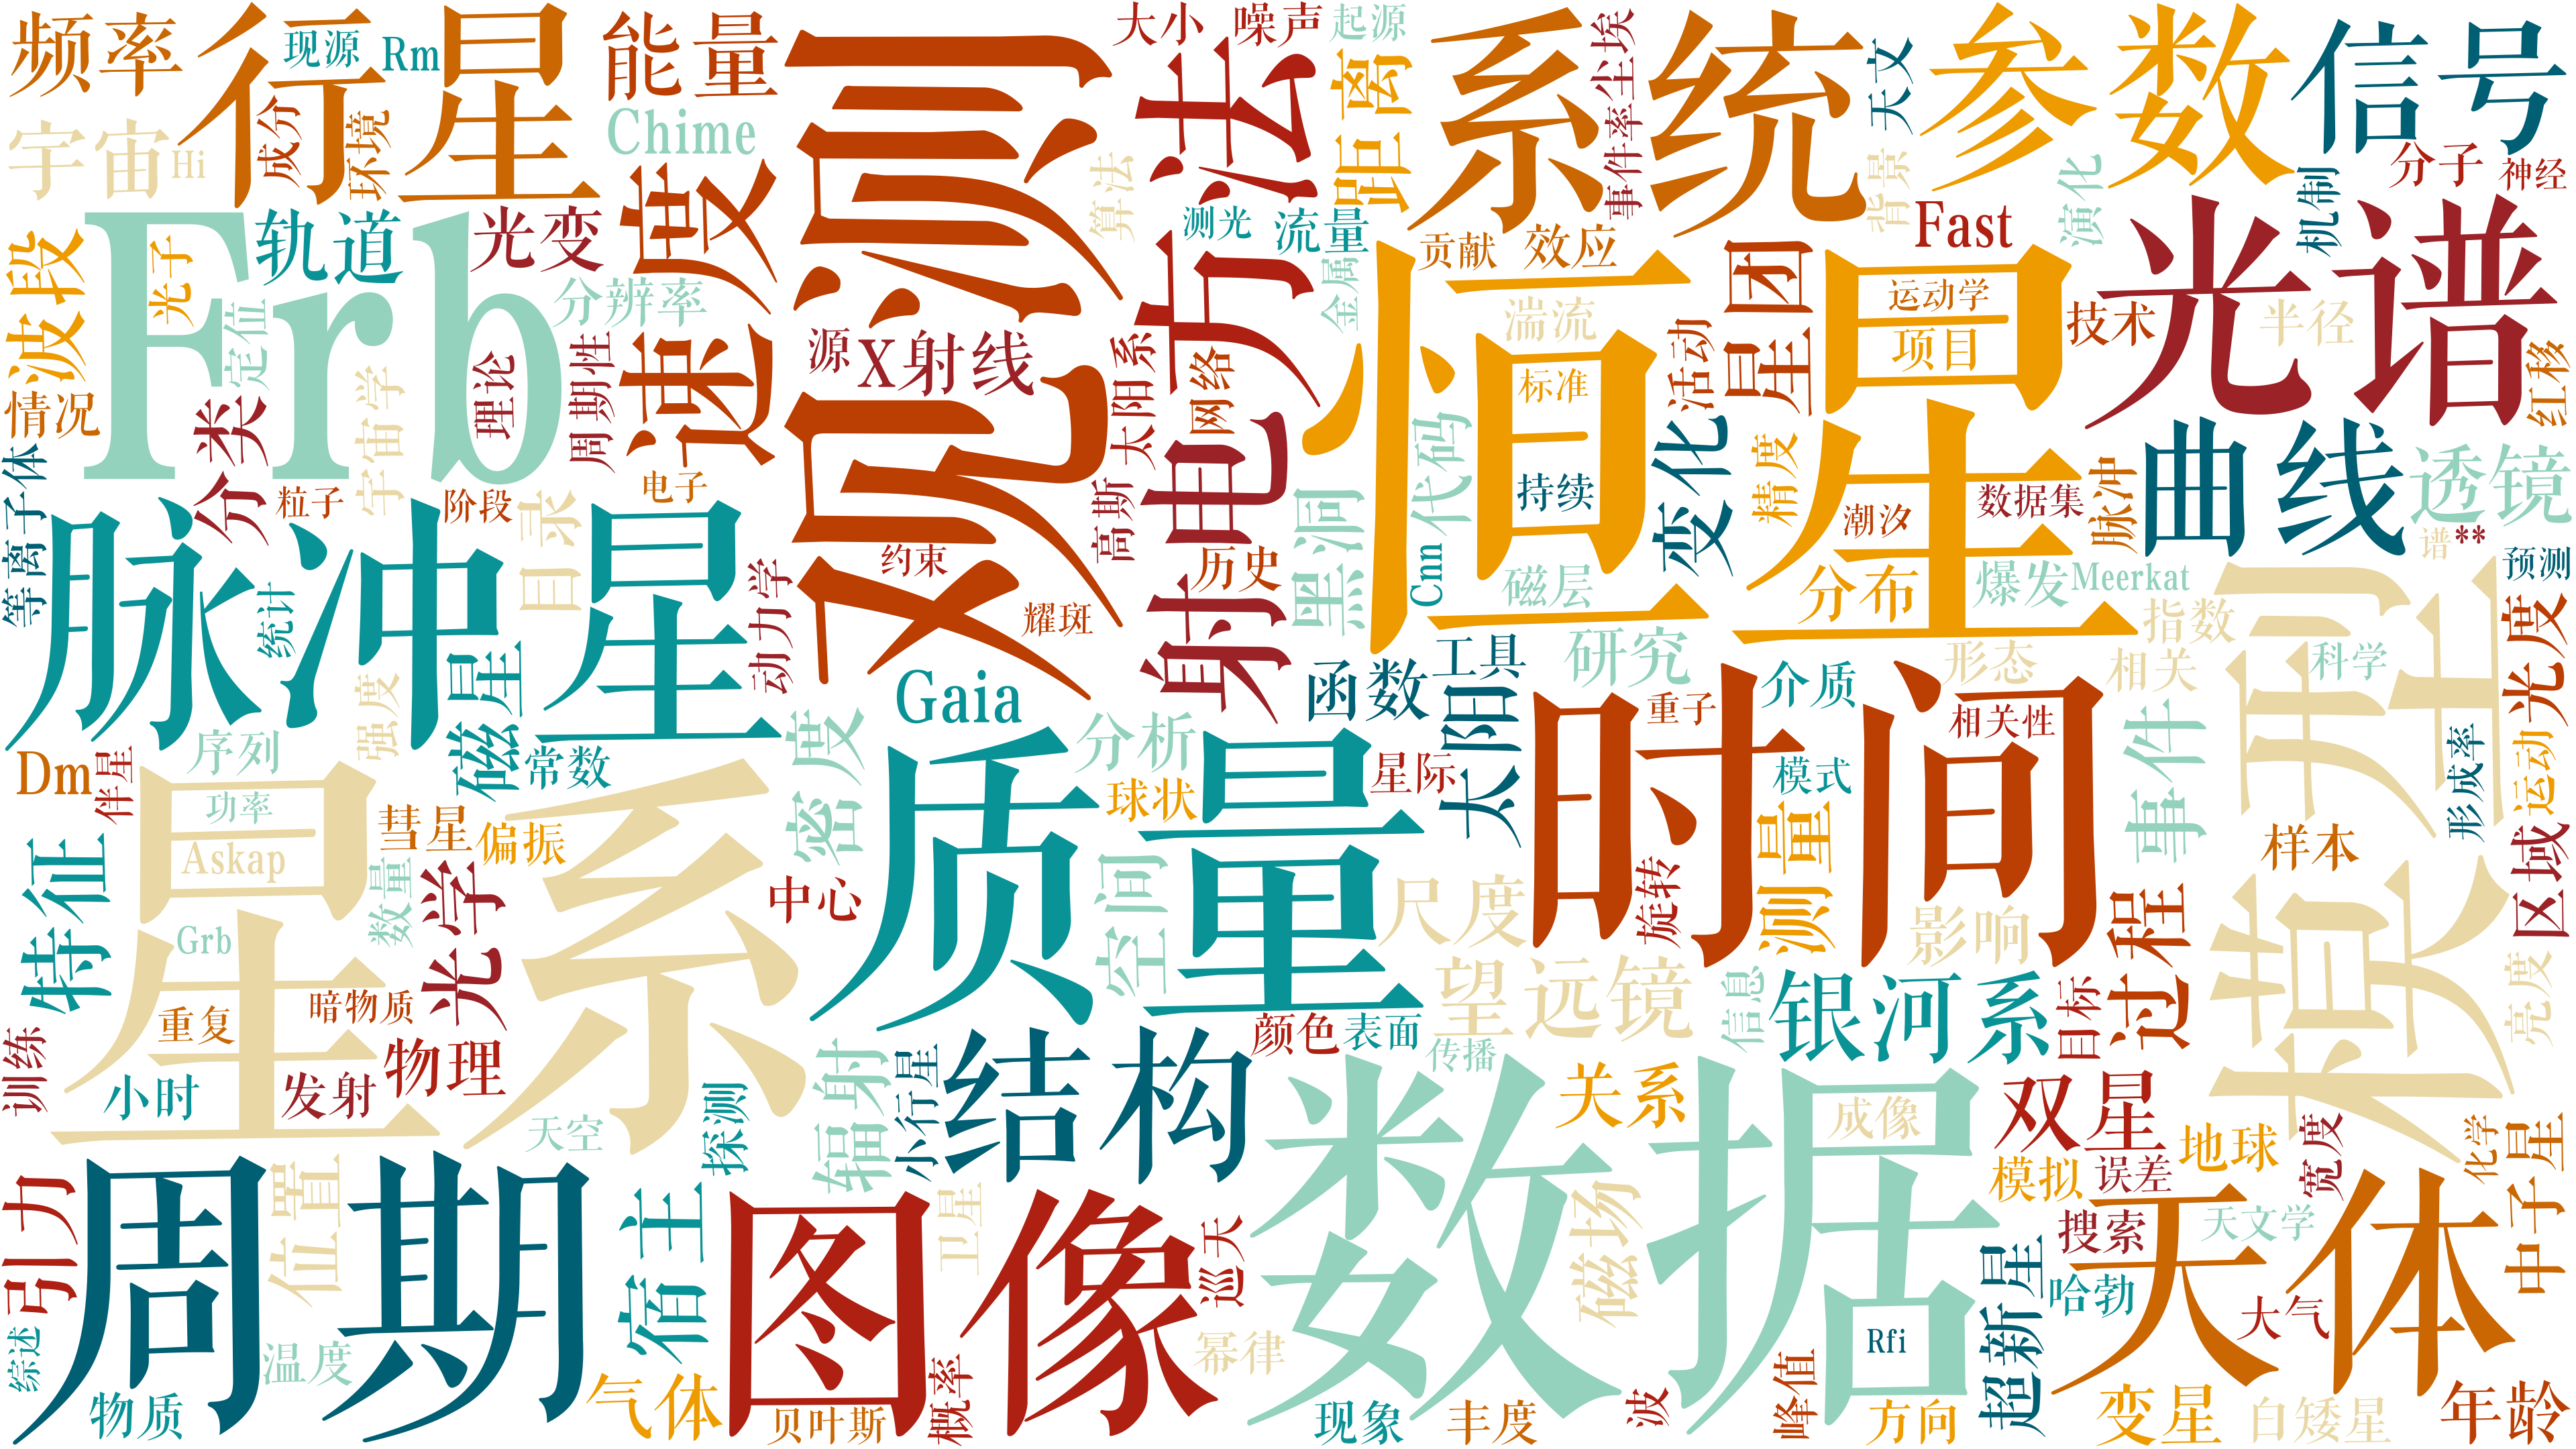 频率
行星
现源
Rm
能量
观测
大小
噪声
起源
方法
距离
系统
尘埃
事件率
天文
参数
信号
宇宙
Hi
成分
环境
Chime
速度
算法
背景
演化
机制
分子
神经
Frb
波段
光子
轨道
光变
定位
分辨率
测光
流量
贡献
效应
金属
恒星
湍流
星团
Fast
运动学
项目
技术
光谱
半径
红移
情况
分类
宇宙学
理论
周期性
源
X射线
太阳系
网络
标准
活动
代码
变化
精度
曲线
透镜
等离子体
粒子
阶段
目录
电子
高斯
射电
黑洞
Cnn
持续
潮汐
数据集
脉冲
谱
**
脉冲星
统计
约束
历史
磁层
分布
爆发
Meerkat
预测
动力学
耀斑
强度
磁星
Gaia
函数
工具
研究
介质
形态
指数
相关
模型
科学
光度
序列
常数
密度
分析
太阳
重子
时间
相关性
Dm
伴星
星系
功率
质量
球状
星际
模式
事件
形成率
运动
彗星
偏振
Askap
特征
数量
光学
中心
空间
尺度
旋转
测量
影响
过程
样本
区域
Grb
重复
暗物质
望远镜
信息
银河系
目标
亮度
训练
物理
颜色
表面
传播
小时
发射
天空
探测
辐射
小行星
结构
数据
关系
成像
双星
地球
宽度
化学
中子星
模拟
误差
引力
周期
位置
宿主
图像
卫星
巡天
磁场
搜索
天文学
天体
超新星
哈勃
大气
综述
温度
幂律
Rfi
物质
气体
贝叶斯
概率
现象
丰度
波
峰值
方向
变星
白矮星
年龄